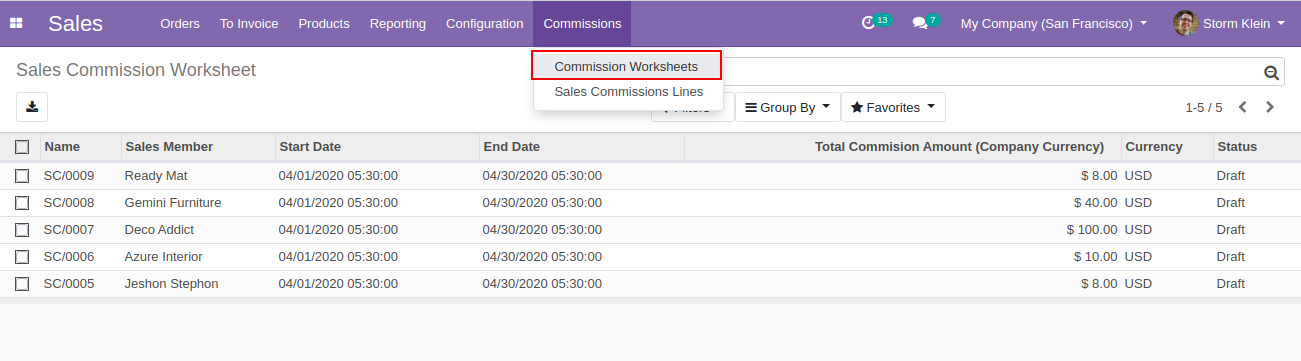 Sales Orders To Invoice Products Reporting Configuration Commissions 13 7 My Company (San Francisco) Storm Klein
Sales Commission Worksheet
Commission Worksheets
Sales Commissions Lines
Filters Group By Favorites 1-5 / 5
Name Sales Member Start Date End Date Total Commision Amount (Company Currency) Currency Status
SC/0009 Ready Mat 04/01/2020 05:30:00 04/30/2020 05:30:00 $ 8.00 USD Draft
SC/0008 Gemini Furniture 04/01/2020 05:30:00 04/30/2020 05:30:00 $ 40.00 USD Draft
SC/0007 Deco Addict 04/01/2020 05:30:00 04/30/2020 05:30:00 $ 100.00 USD Draft
SC/0006 Azure Interior 04/01/2020 05:30:00 04/30/2020 05:30:00 $ 10.00 USD Draft
SC/0005 Jeshon Stephon 04/01/2020 05:30:00 04/30/2020 05:30:00 $ 8.00 USD Draft